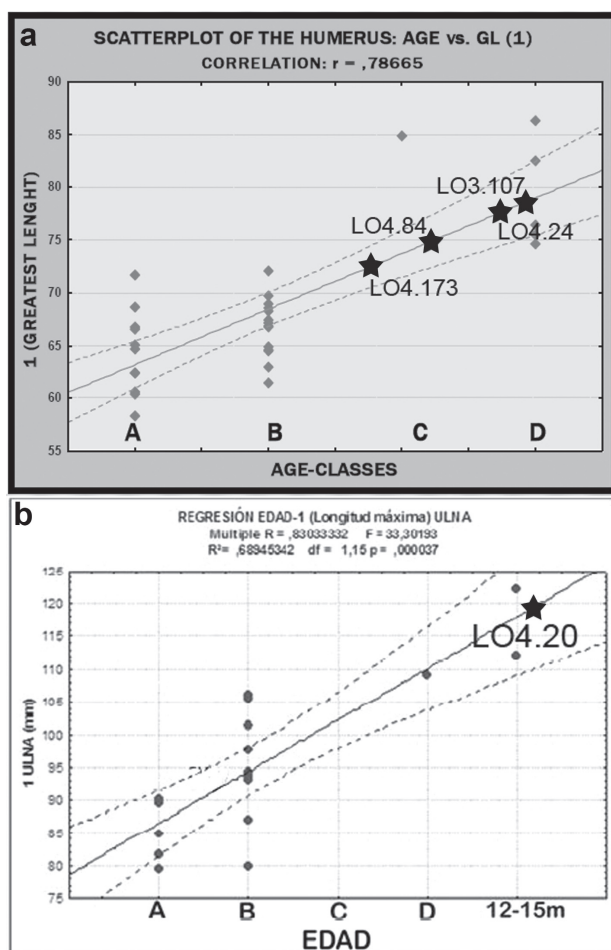 a
SCATTERPLOT OF THE HUMERUS: AGE vs. GL (1)
CORRELATION: r = ,78665
1 (GREATEST LENGHT)
90
85
80
75
70
65
60
55
LO3.107
LO4.84
LO4.24
LO4.173
A B C D
AGE-CLASSES
b
REGRESIÓN EDAD-1 (Longitud máxima) ULNA
Multiple R = ,83033332 F = 33,30193
R²= ,68945342 df = 1,15 p = ,000037
1 ULNA (mm)
125
120
115
110
105
100
95
90
85
80
75
LO4.20
A B C D 12-15m
EDAD